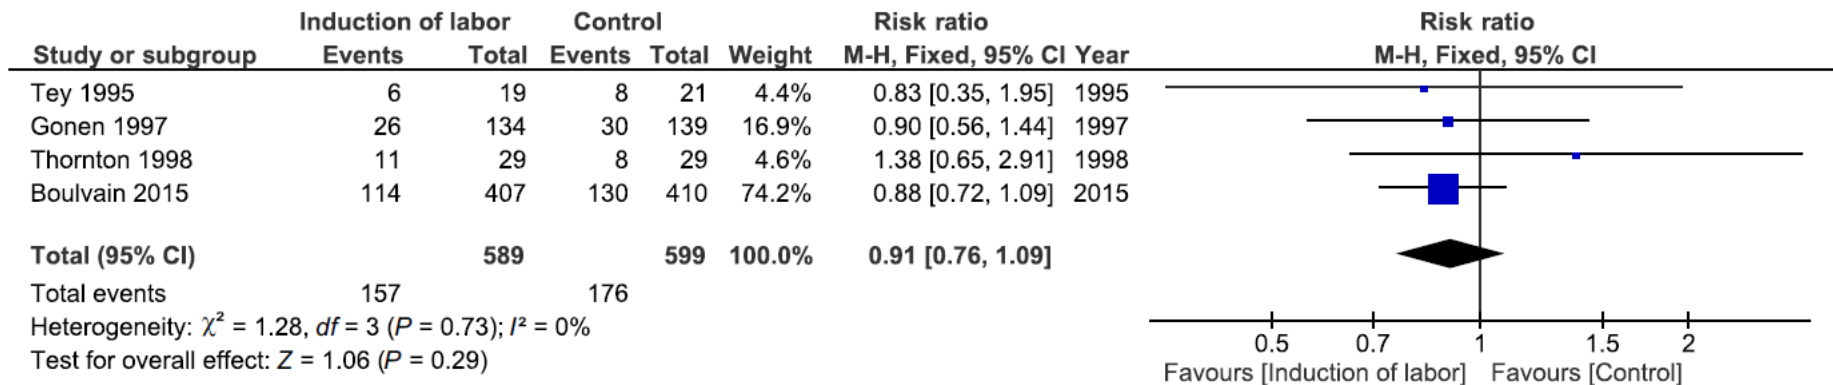 Induction of labor Control Risk ratio Risk ratio
Study or subgroup Events Total Events Total Weight M-H, Fixed, 95% CI Year M-H, Fixed, 95% CI
Tey 1995 6 19 8 21 4.4% 0.83 [0.35, 1.95] 1995
Gonen 1997 26 134 30 139 16.9% 0.90 [0.56, 1.44] 1997
Thornton 1998 11 29 8 29 4.6% 1.38 [0.65, 2.91] 1998
Boulvain 2015 114 407 130 410 74.2% 0.88 [0.72, 1.09] 2015
Total (95% CI) 589 599 100.0% 0.91 [0.76, 1.09]
Total events 157 176
Heterogeneity: χ² = 1.28, df = 3 (P = 0.73); I² = 0%
Test for overall effect: Z = 1.06 (P = 0.29)
0.5 0.7 1 1.5 2
Favours [Induction of labor] Favours [Control]